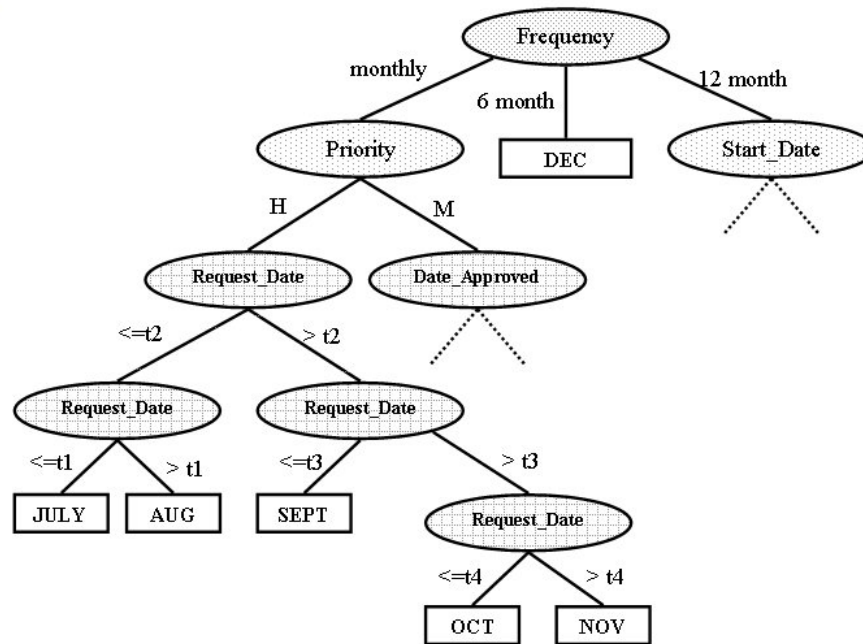 Frequency
monthly
6 month
12 month
Priority
DEC
Start_Date
H
M
Request_Date
Date_Approved
<=t2
> t2
Request_Date
Request_Date
<=t1
> t1
<=t3
> t3
JULY
AUG
SEPT
Request_Date
<=t4
> t4
OCT
NOV